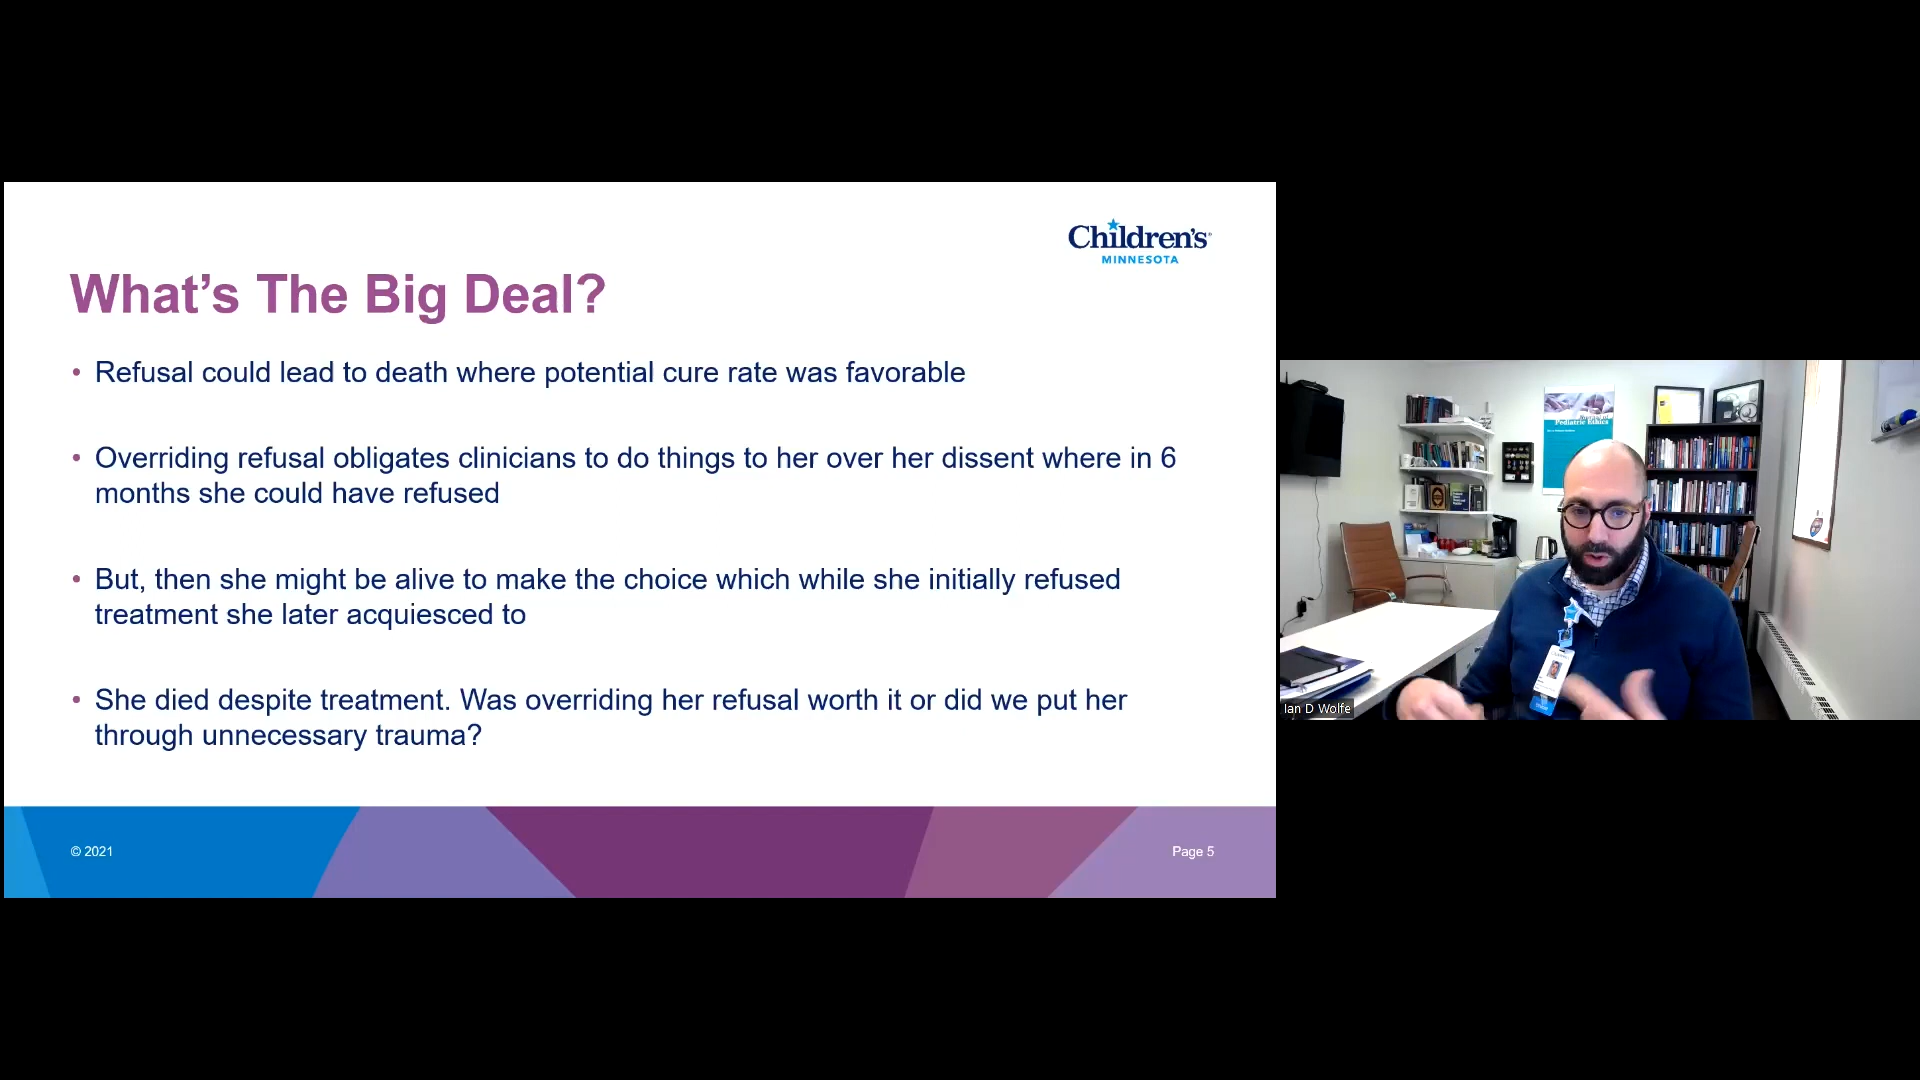 Children's
MINNESOTA
What's The Big Deal?
• Refusal could lead to death where potential cure rate was favorable
• Overriding refusal obligates clinicians to do things to her over her dissent where in 6
months she could have refused
• But, then she might be alive to make the choice which while she initially refused
treatment she later acquiesced to
• She died despite treatment. Was overriding her refusal worth it or did we put her
through unnecessary trauma?
© 2021
Page 5
Pediatric Ethics
Ian D Wolfe